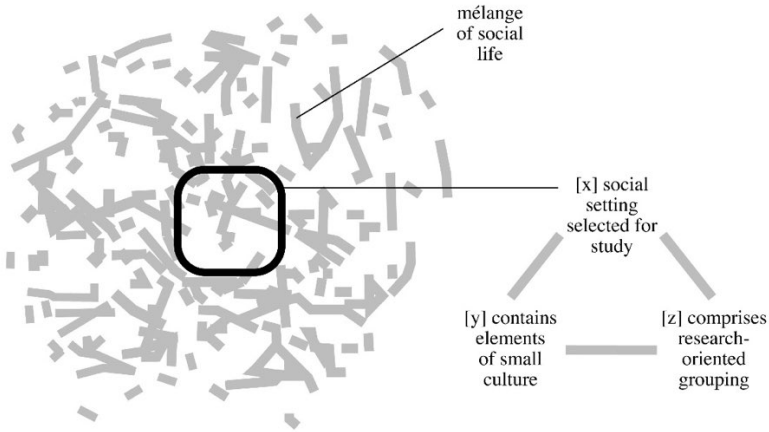 mélange
of social
life
[x] social
setting
selected for
study
[y] contains
elements
of small
culture
[z] comprises
research-
oriented
grouping